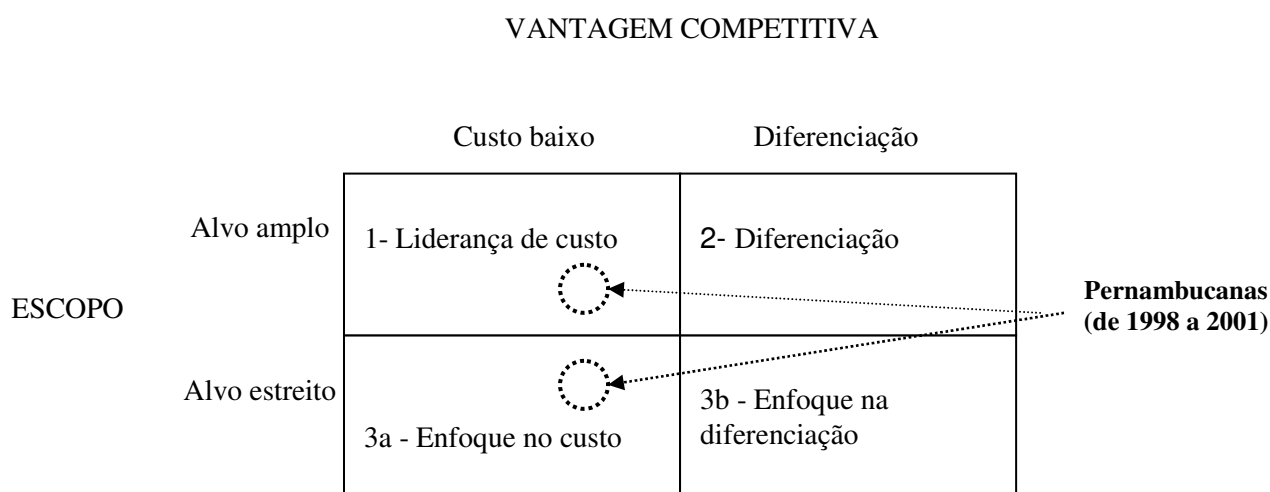 VANTAGEM COMPETITIVA
Custo baixo
Diferenciação
Alvo amplo
1- Liderança de custo
2- Diferenciação
ESCOPO
Pernambucanas
(de 1998 a 2001)
Alvo estreito
3a - Enfoque no custo
3b - Enfoque na
diferenciação